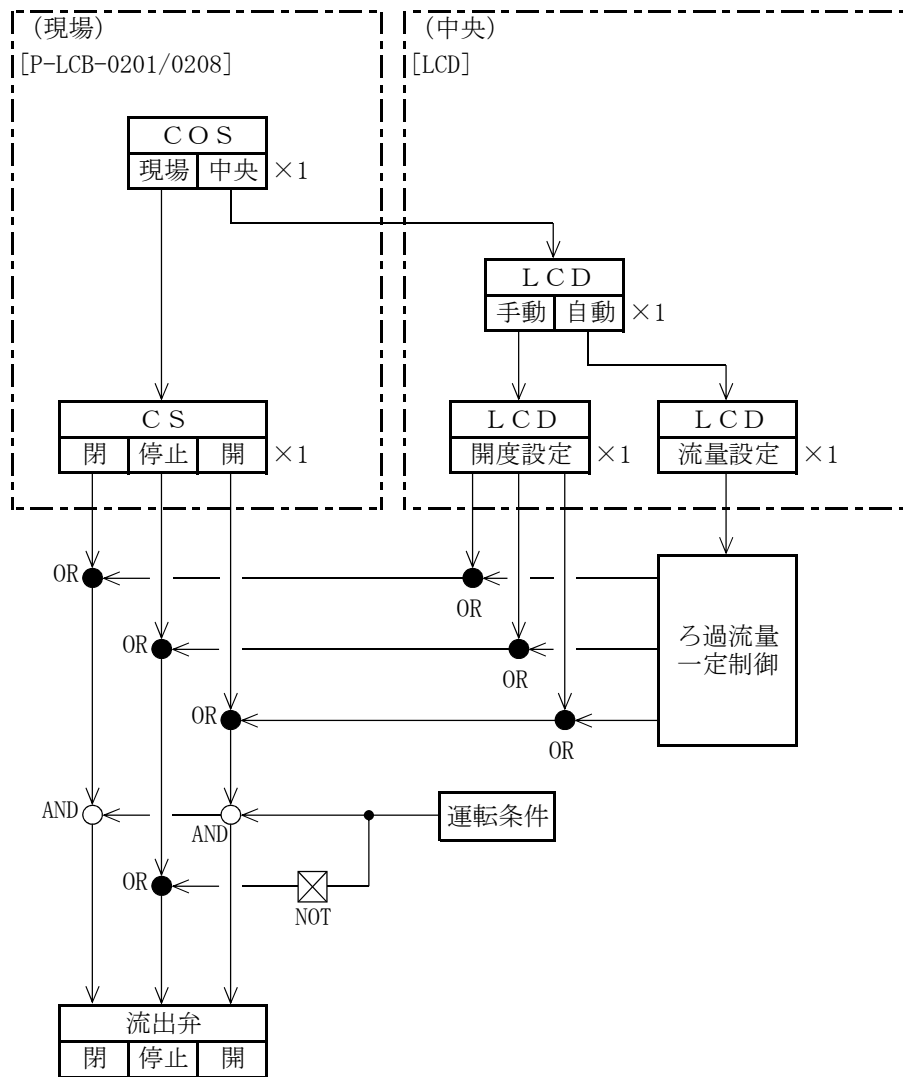 (現場)
[P-LCB-0201/0208]
(中央)
[LCD]
COS
現場 中央 ×1
LCD
手動 自動 ×1
CS
閉 停止 開 ×1
LCD
開度設定 ×1
LCD
流量設定 ×1
OR
OR
OR
OR
OR
OR
ろ過流量
一定制御
AND
AND
運転条件
OR
NOT
流出弁
閉 停止 開